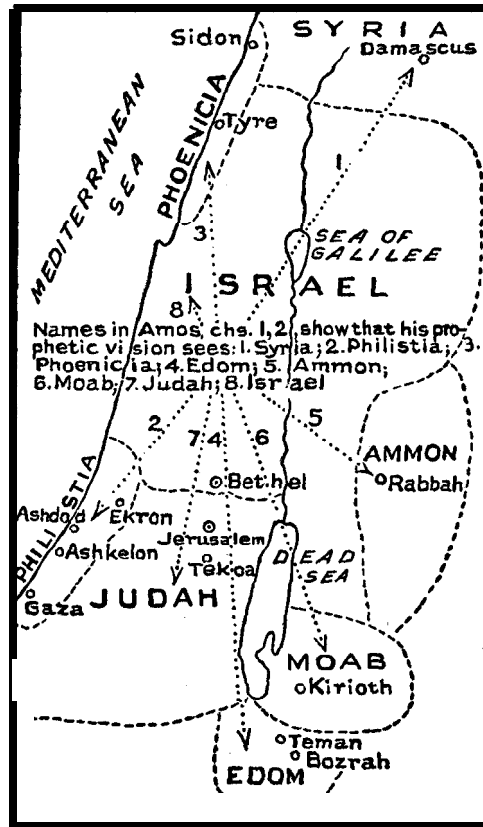 SYRIA
Sidon
Damascus
MEDITERRANEAN
SEA
PHOENICIA
Tyre
1
3
SEA OF
GALILEE
ISRAEL
8
Names in Amos, chs. 1,2, show that his pro-
phetic vision sees: 1. Syria; 2. Philistia; 3.
Phoenicia; 4. Edom; 5. Ammon;
6. Moab; 7. Judah; 8. Israel
2
7
4
6
5
AMMON
Rabbah
PHILISTIA
Bethel
Ashdod
Ekron
Jerusalem
Ashkelon
Tekoa
DEAD
SEA
Gaza
JUDAH
MOAB
Kirioth
Teman
Bozrah
EDOM